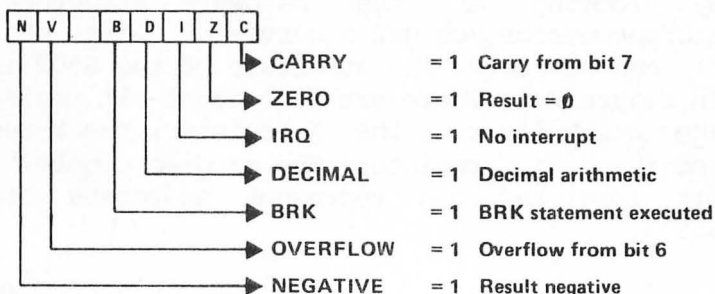 N V B D I Z C
CARRY = 1 Carry from bit 7
ZERO = 1 Result = 0
IRQ = 1 No interrupt
DECIMAL = 1 Decimal arithmetic
BRK = 1 BRK statement executed
OVERFLOW = 1 Overflow from bit 6
NEGATIVE = 1 Result negative